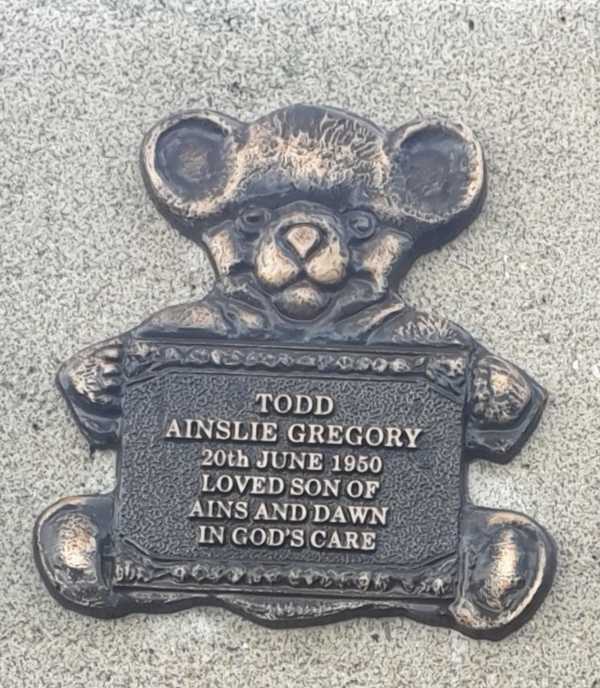 TODD
AINSLIE GREGORY
20th JUNE 1950
LOVED SON OF
AINS AND DAWN
IN GOD'S CARE